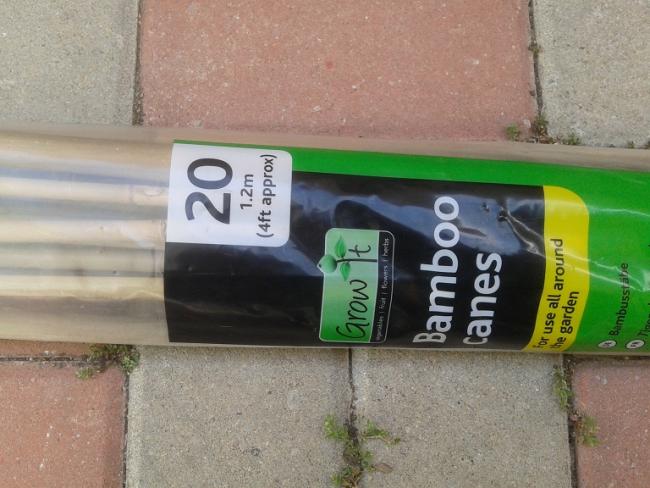 20
1.2m
(4ft approx)
Grow It
vegetables | fruit | flowers | herbs
Bamboo
canes
For use all around
the garden
Bambusstäbe